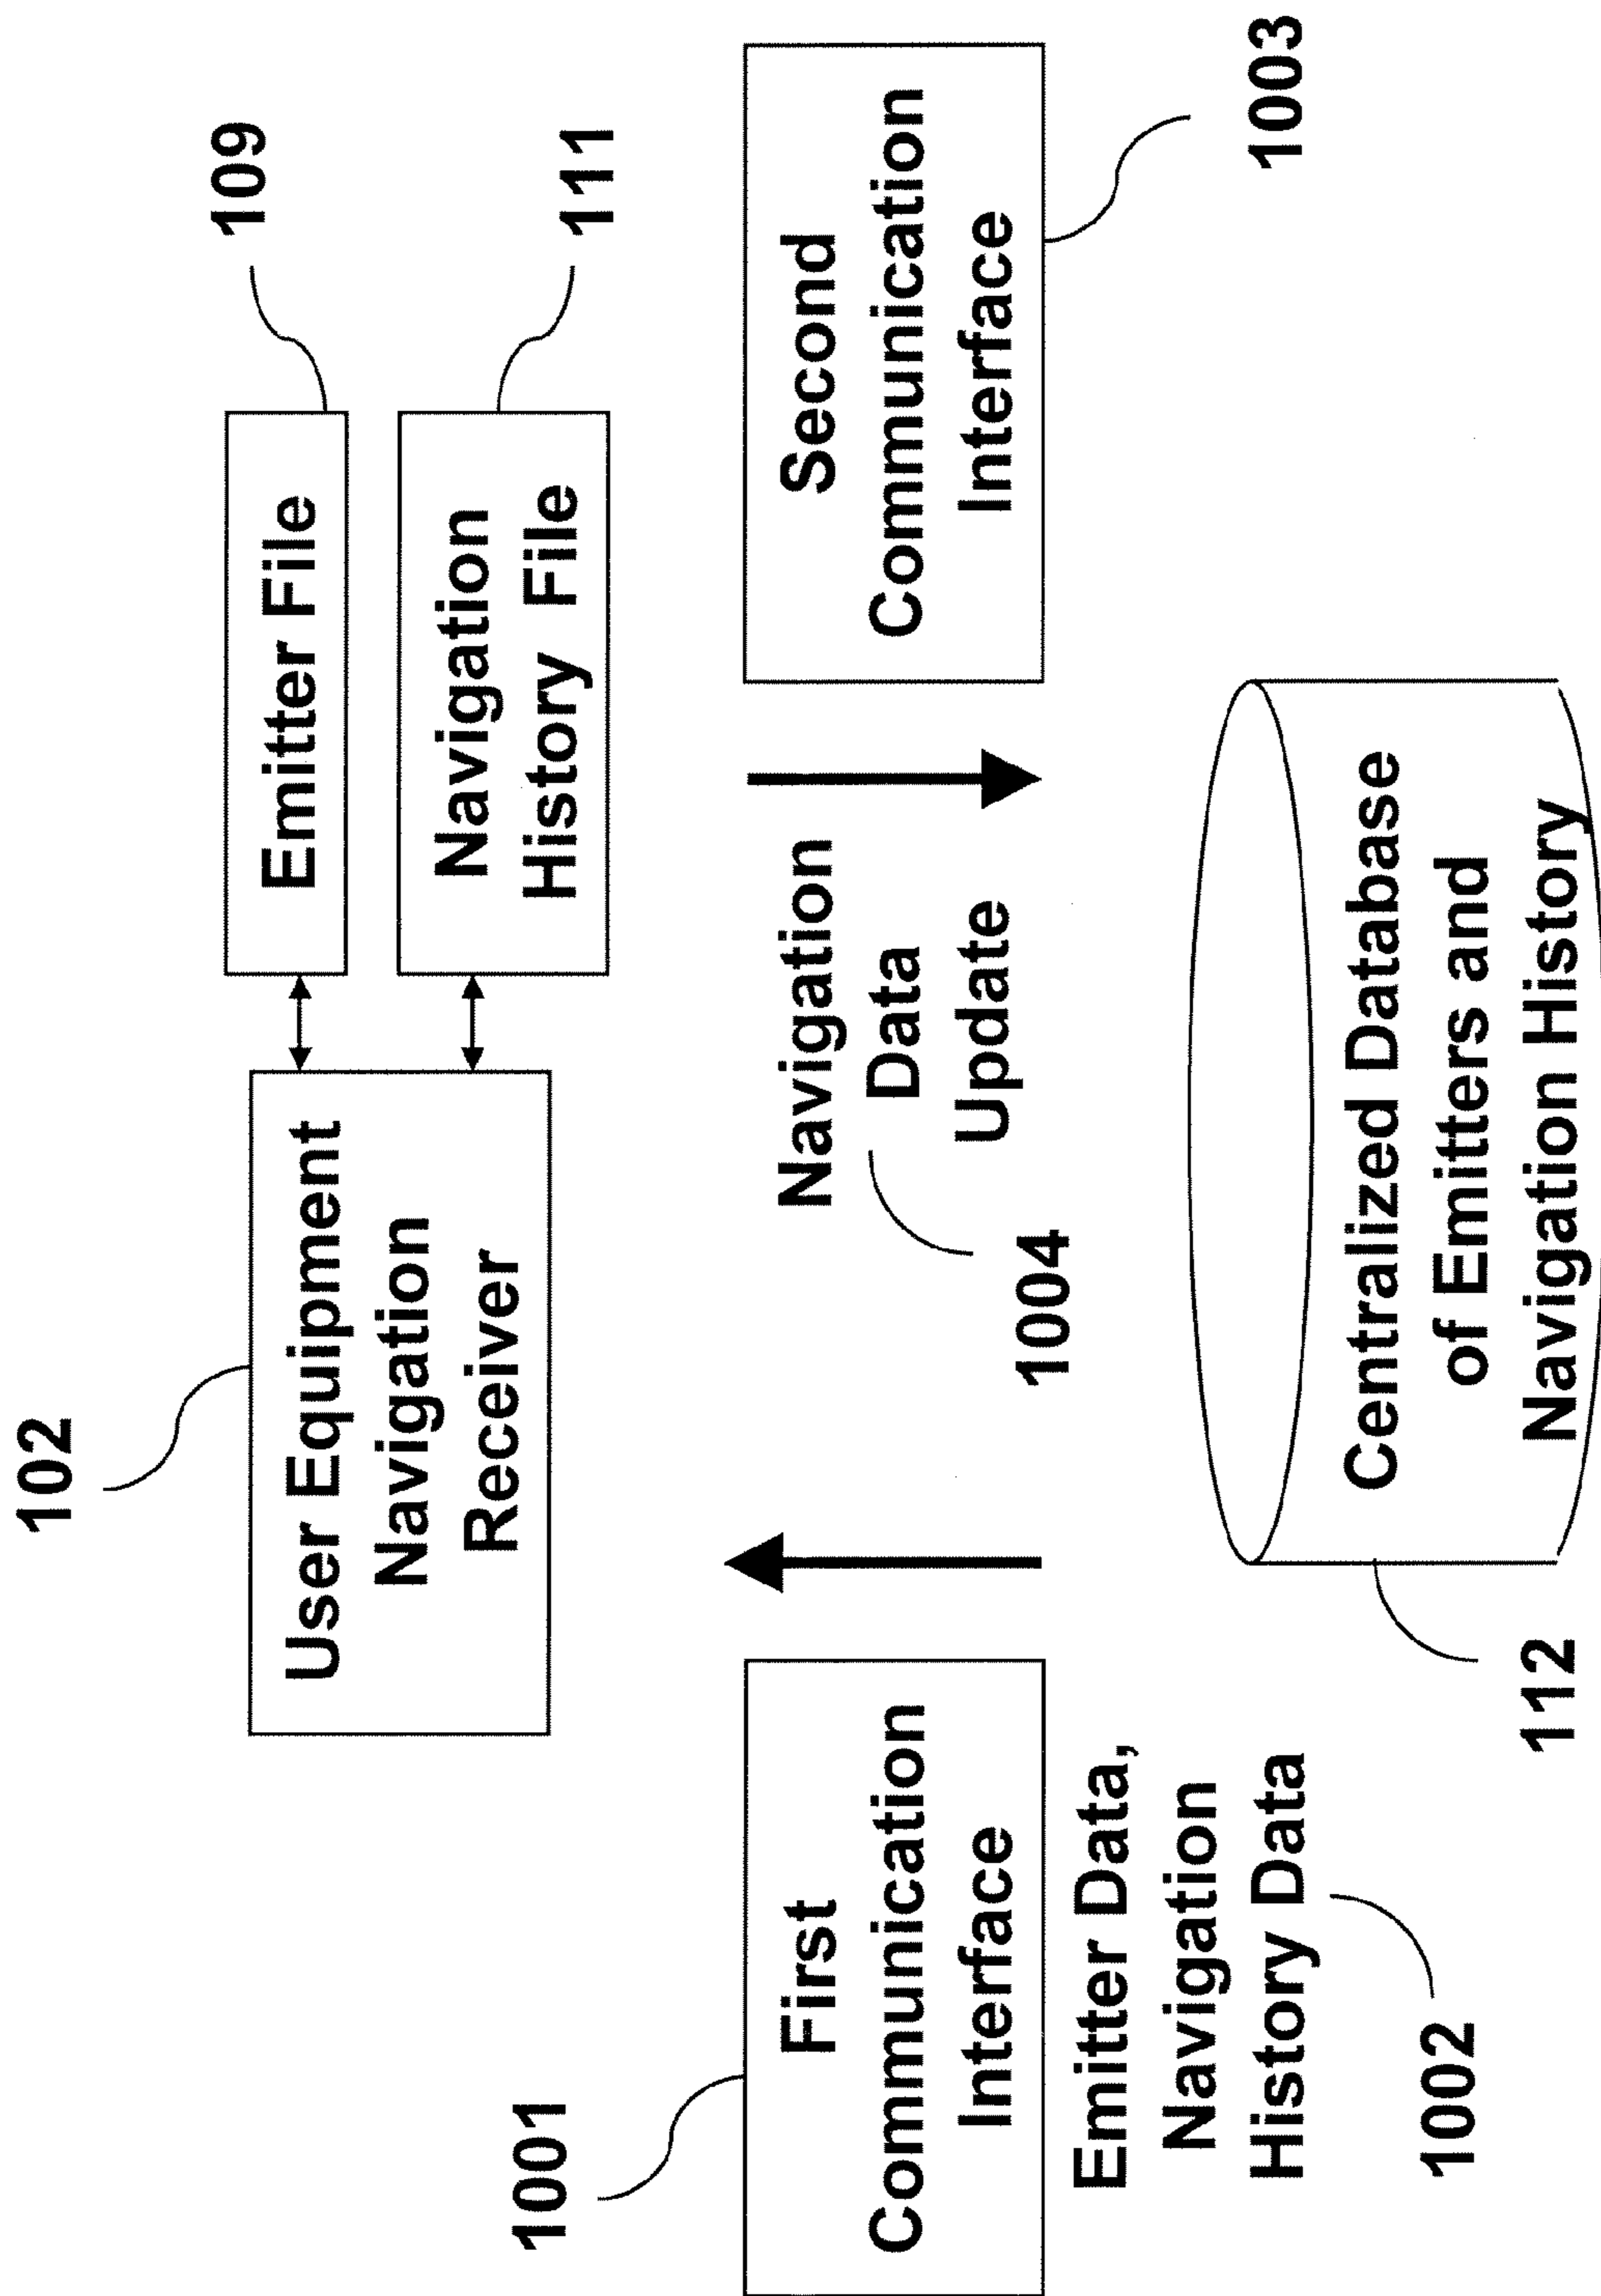 102
User Equipment
Navigation
Receiver
Emitter File
109
Navigation
History File
111
1001
First
Communication
Interface
Emitter Data,
Navigation
History Data
1002
Navigation
Data
Update
1004
Second
Communication
Interface
1003
Centralized Database
of Emitters and
Navigation History
112